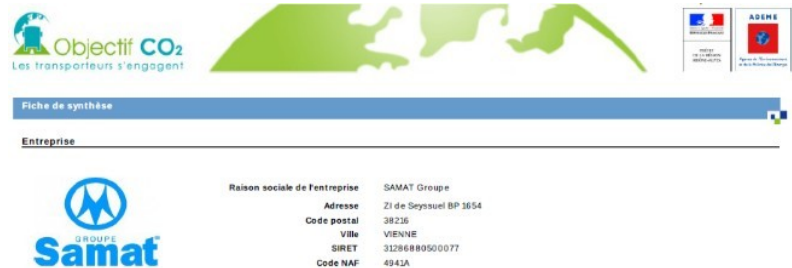 Objectif CO2
Les transporteurs s'engagent
ADEME
Fiche de synthèse
Entreprise
GROUPE
Samat
Raison sociale de l'entreprise SAMAT Groupe
Adresse ZI de Seyssuel BP 1654
Code postal 38216
Ville VIENNE
SIRET 31286880500077
Code NAF 4941A